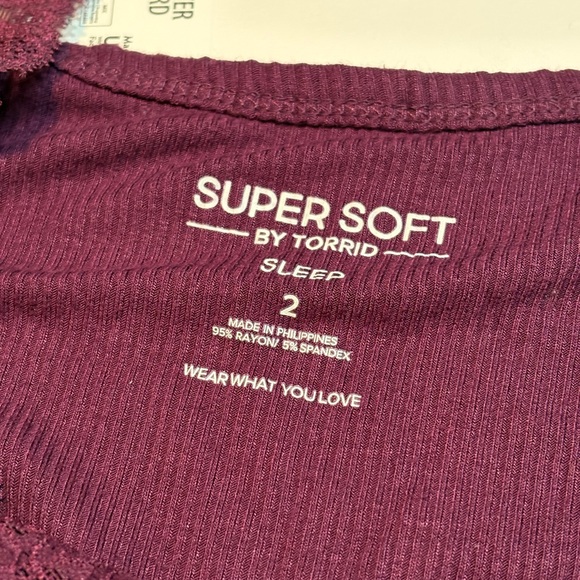 SUPER SOFT
BY TORRID
SLEEP
2
MADE IN PHILIPPINES
95% RAYON/ 5% SPANDEX
WEAR WHAT YOU LOVE